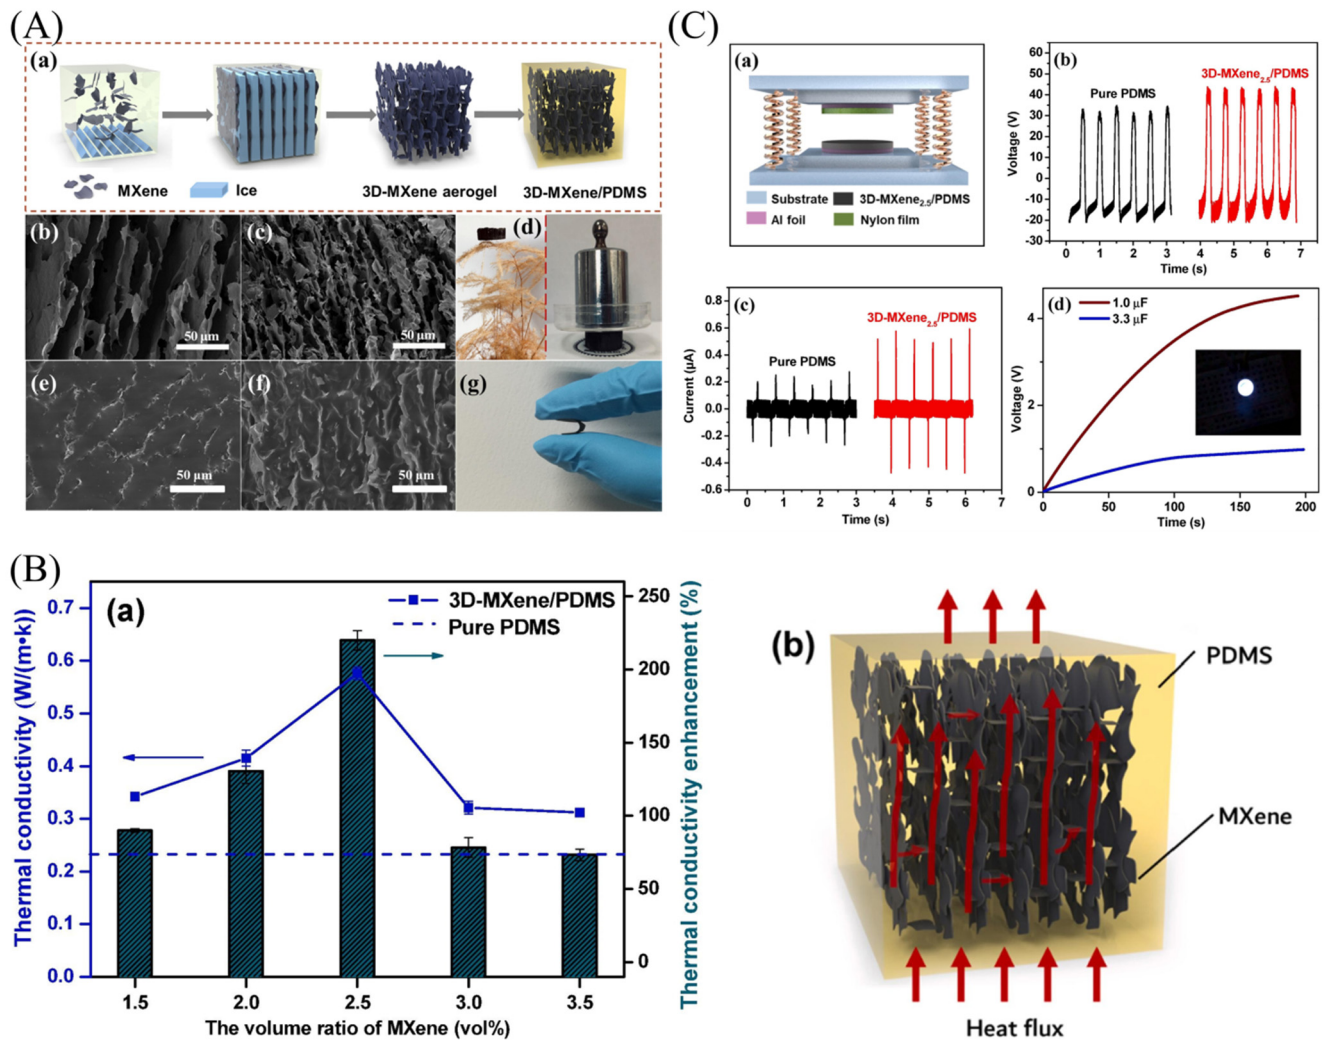 (A)
(a)
MXene
Ice
3D-MXene aerogel
3D-MXene/PDMS
(b)
50 μm
(c)
50 μm
(d)
(e)
50 μm
(f)
50 μm
(g)
(C)
(a)
Substrate
3D-MXene2.5/PDMS
Al foil
Nylon film
(b)
3D-MXene2.5/PDMS
Pure PDMS
Voltage (V)
60
50
40
30
20
10
0
-10
-20
-30
0 1 2 3 4 5 6 7
Time (s)
(c)
3D-MXene2.5/PDMS
Pure PDMS
Current (μA)
0.8
0.6
0.4
0.2
0.0
-0.2
-0.4
-0.6
0 1 2 3 4 5 6 7
Time (s)
(d)
1.0 μF
3.3 μF
Voltage (V)
4
2
0
0 50 100 150 200
Time (s)
(B)
(a)
3D-MXene/PDMS
Pure PDMS
Thermal conductivity (W/(m•k))
0.7
0.6
0.5
0.4
0.3
0.2
0.1
0.0
Thermal conductivity enhancement (%)
250
200
150
100
50
0
1.5 2.0 2.5 3.0 3.5
The volume ratio of MXene (vol%)
(b)
PDMS
MXene
Heat flux